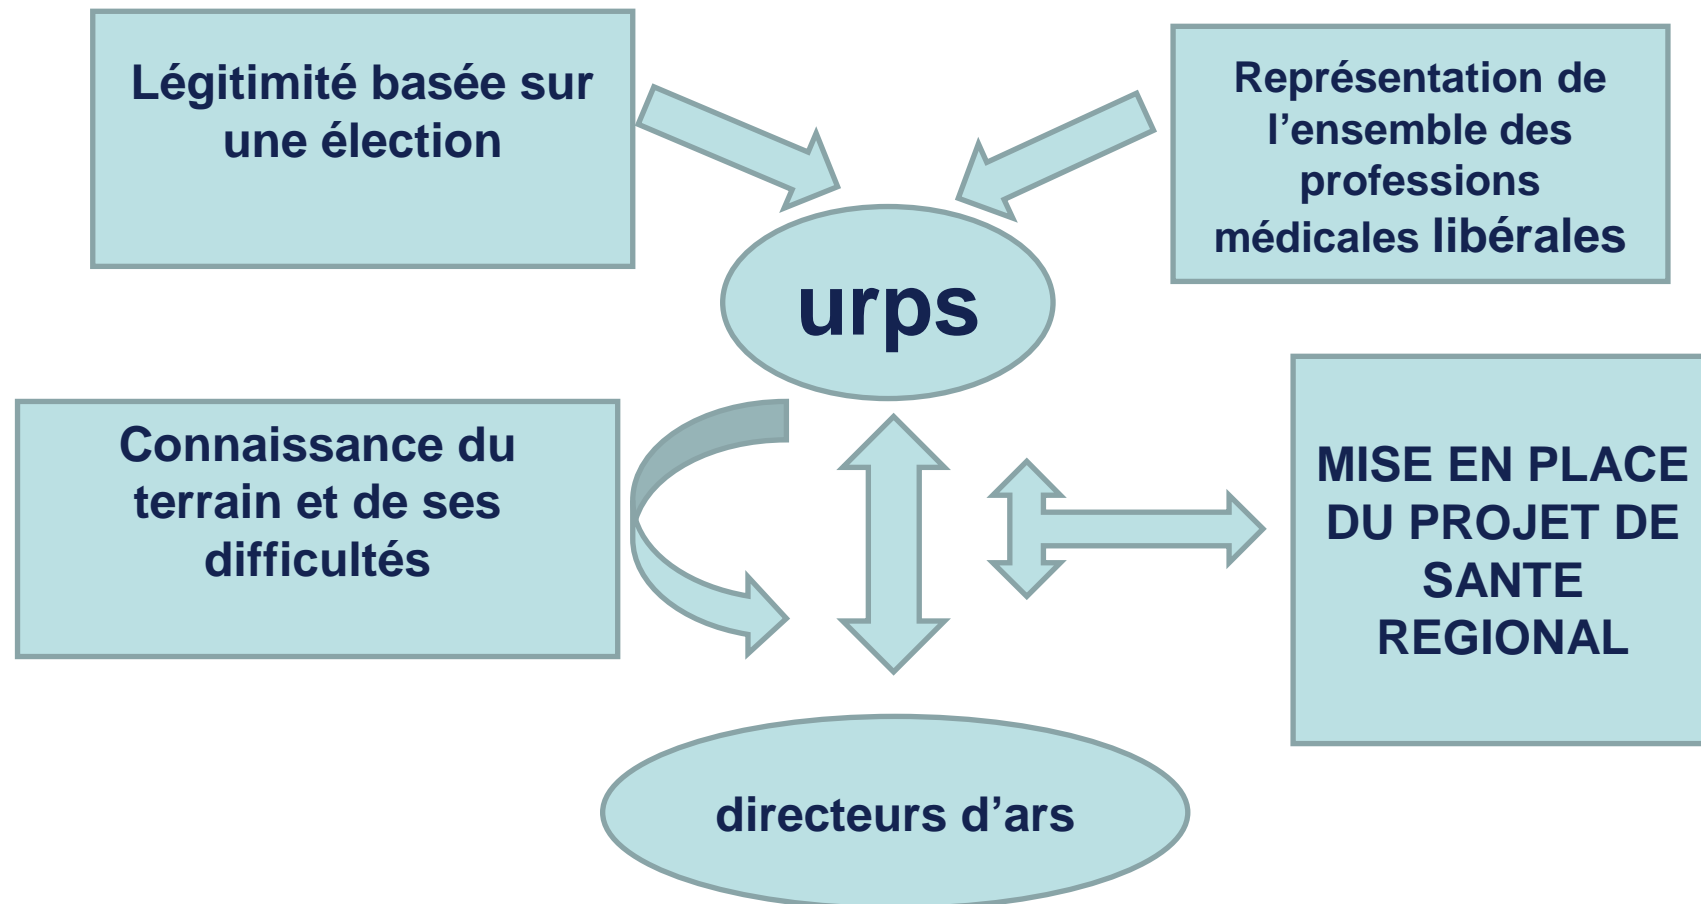 Légitimité basée sur
une élection
Représentation de
l’ensemble des
professions
médicales libérales
urps
Connaissance du
terrain et de ses
difficultés
MISE EN PLACE
DU PROJET DE
SANTE
REGIONAL
directeurs d’ars